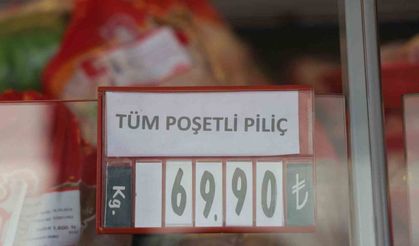 TÜM POŞETLİ PİLİÇ
Kg. 69.90 ₺